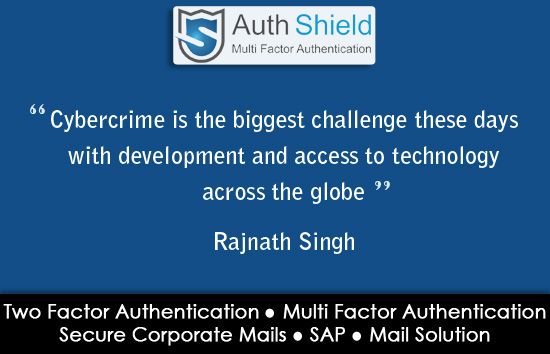 Auth Shield
Multi Factor Authentication
“Cybercrime is the biggest challenge these days
with development and access to technology
across the globe ”
Rajnath Singh
Two Factor Authentication ● Multi Factor Authentication
Secure Corporate Mails ● SAP ● Mail Solution